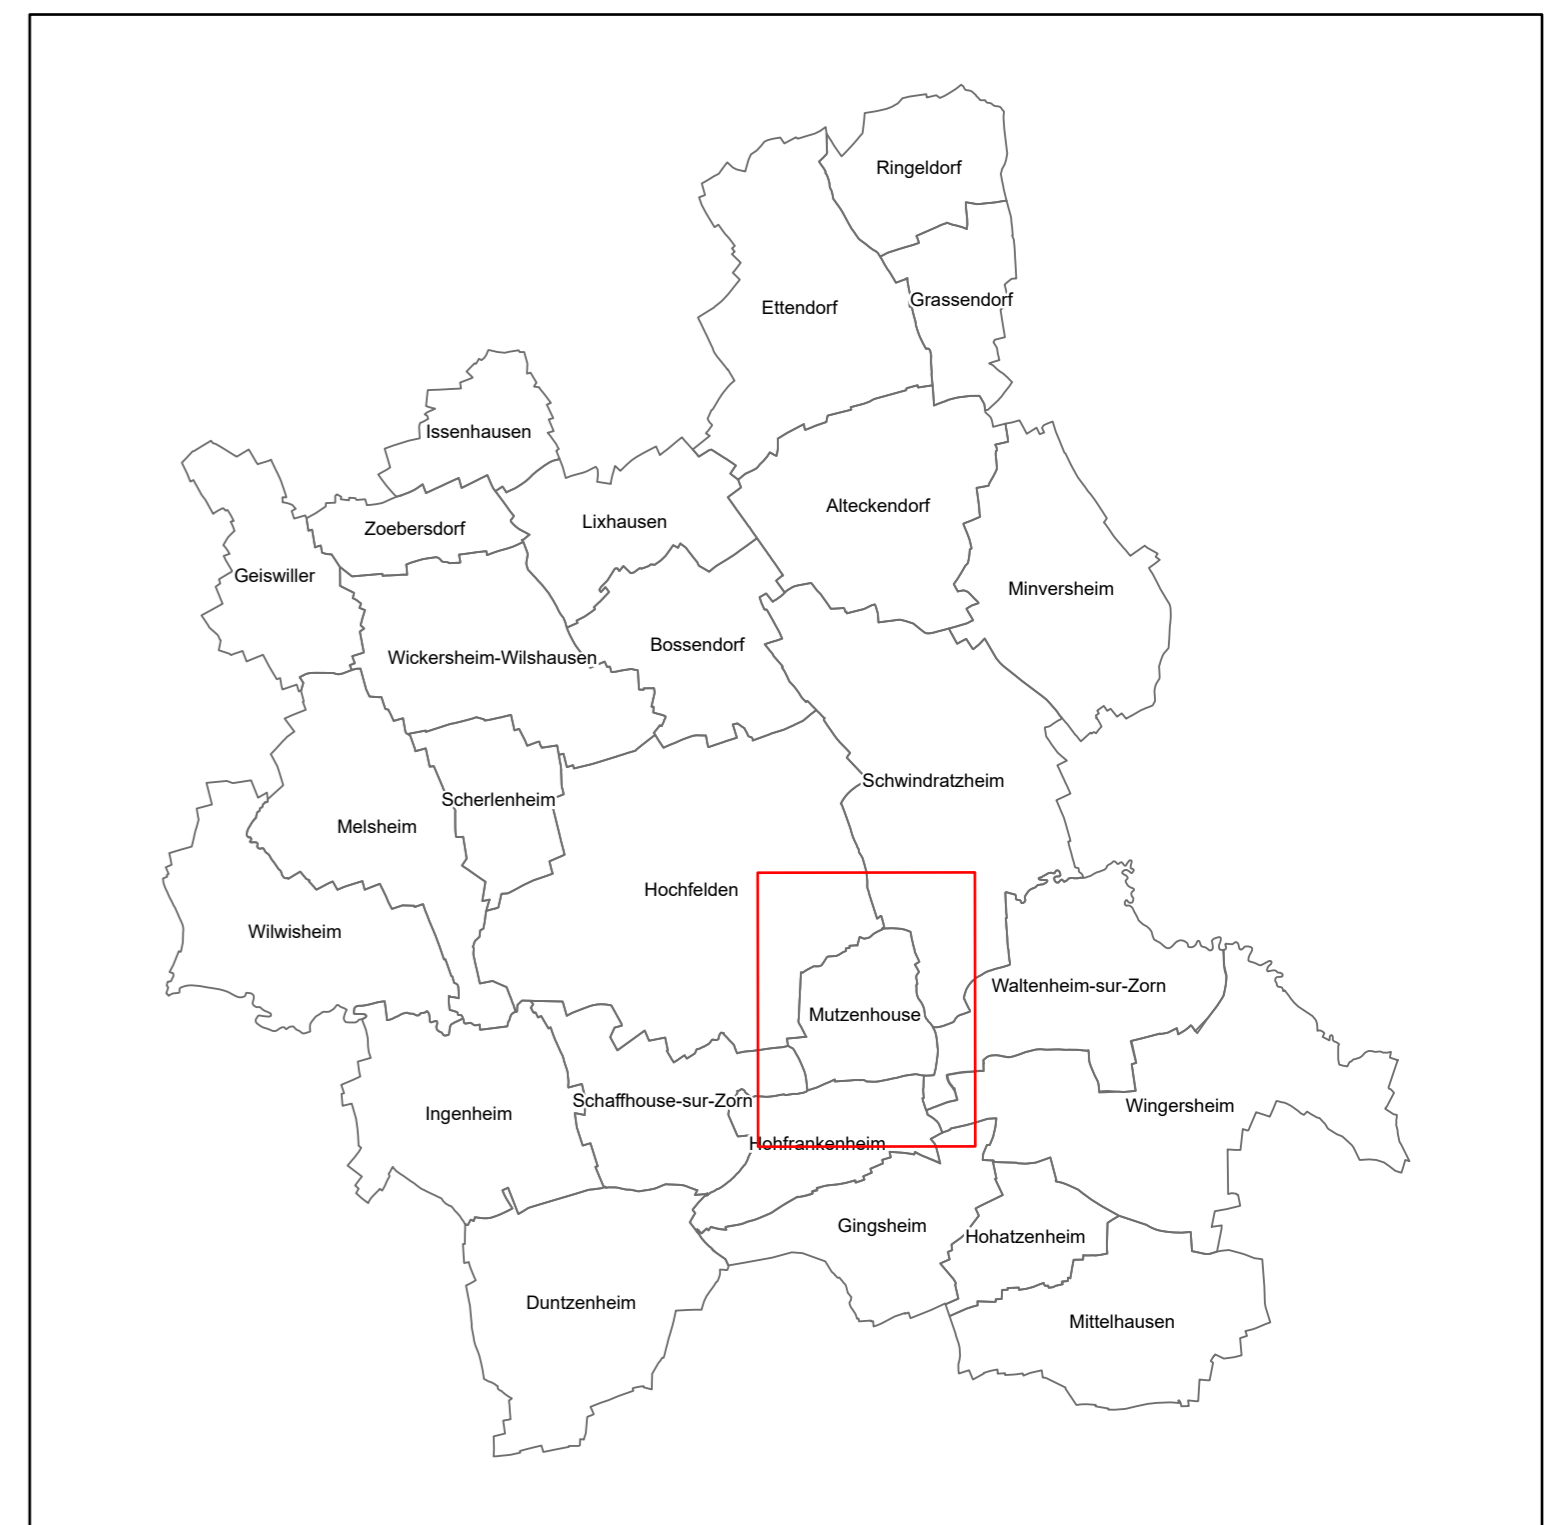 Ringeldorf
Grassendorf
Ettendorf
Issenhausen
Alteckendorf
Lixhausen
Zoebersdorf
Geiswiller
Minversheim
Bossendorf
Wickersheim-Wilshausen
Schwindratzheim
Scherlenheim
Melsheim
Hochfelden
Wilwisheim
Waltenheim-sur-Zorn
Mutzenhouse
Schaffhouse-sur-Zorn
Wingersheim
Ingenheim
Hohfrankenheim
Gingsheim
Hohatzenheim
Duntzenheim
Mittelhausen